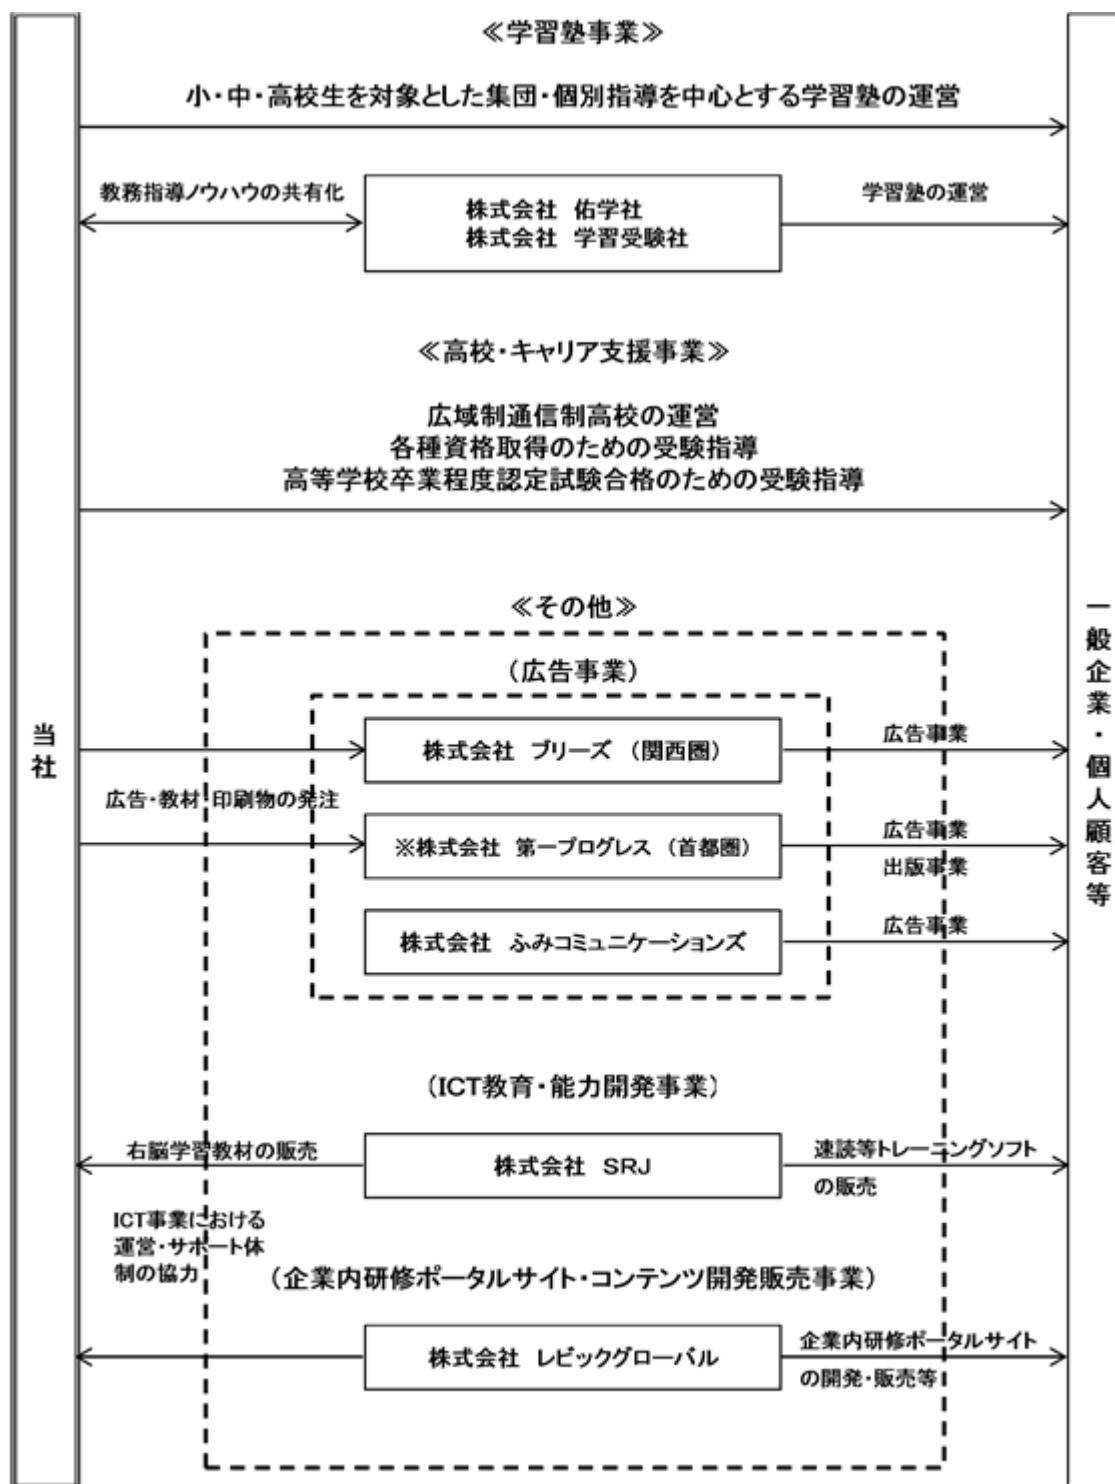 ≪学習塾事業≫
小・中・高校生を対象とした集団・個別指導を中心とする学習塾の運営
教務指導ノウハウの共有化
株式会社 佑学社
株式会社 学習受験社
学習塾の運営
≪高校・キャリア支援事業≫
広域制通信制高校の運営
各種資格取得のための受験指導
高等学校卒業程度認定試験合格のための受験指導
≪その他≫
(広告事業)
当社
一般企業・個人顧客等
株式会社 ブリーズ (関西圏)
広告事業
広告・教材・印刷物の発注
※株式会社 第一プログレス (首都圏)
広告事業
出版事業
株式会社 ふみコミュニケーションズ
広告事業
(ICT教育・能力開発事業)
右脳学習教材の販売
株式会社 SRJ
速読等トレーニングソフト
の販売
ICT事業における
運営・サポート体
制の協力
(企業内研修ポータルサイト・コンテンツ開発販売事業)
株式会社 レビックグローバル
企業内研修ポータルサイト
の開発・販売等